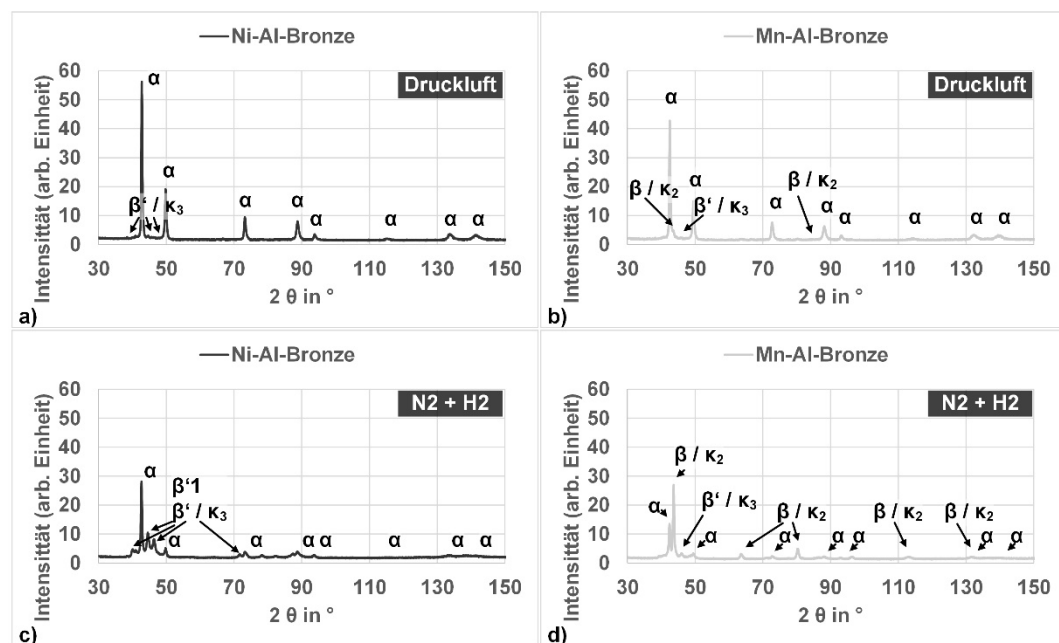 a)
Ni-Al-Bronze
Druckluft
Intensität (arb. Einheit)
60
50
40
30
20
10
0
α
α
β‘ / κ3
α
α
α
α
α
α
30 50 70 90 110 130 150
2 θ in °
b)
Mn-Al-Bronze
Druckluft
Intensität (arb. Einheit)
60
50
40
30
20
10
0
α
β / κ2
α
β‘ / κ3
β / κ2
α
α
α
α
α
α
30 50 70 90 110 130 150
2 θ in °
c)
Ni-Al-Bronze
N2 + H2
Intensität (arb. Einheit)
60
50
40
30
20
10
0
α
β‘1
β‘ / κ3
α
α
α
α
α
α
α
30 50 70 90 110 130 150
2 θ in °
d)
Mn-Al-Bronze
N2 + H2
Intensität (arb. Einheit)
60
50
40
30
20
10
0
β / κ2
α
β‘ / κ3
β / κ2
β / κ2
β / κ2
α
α
α
α
α
α
30 50 70 90 110 130 150
2 θ in °